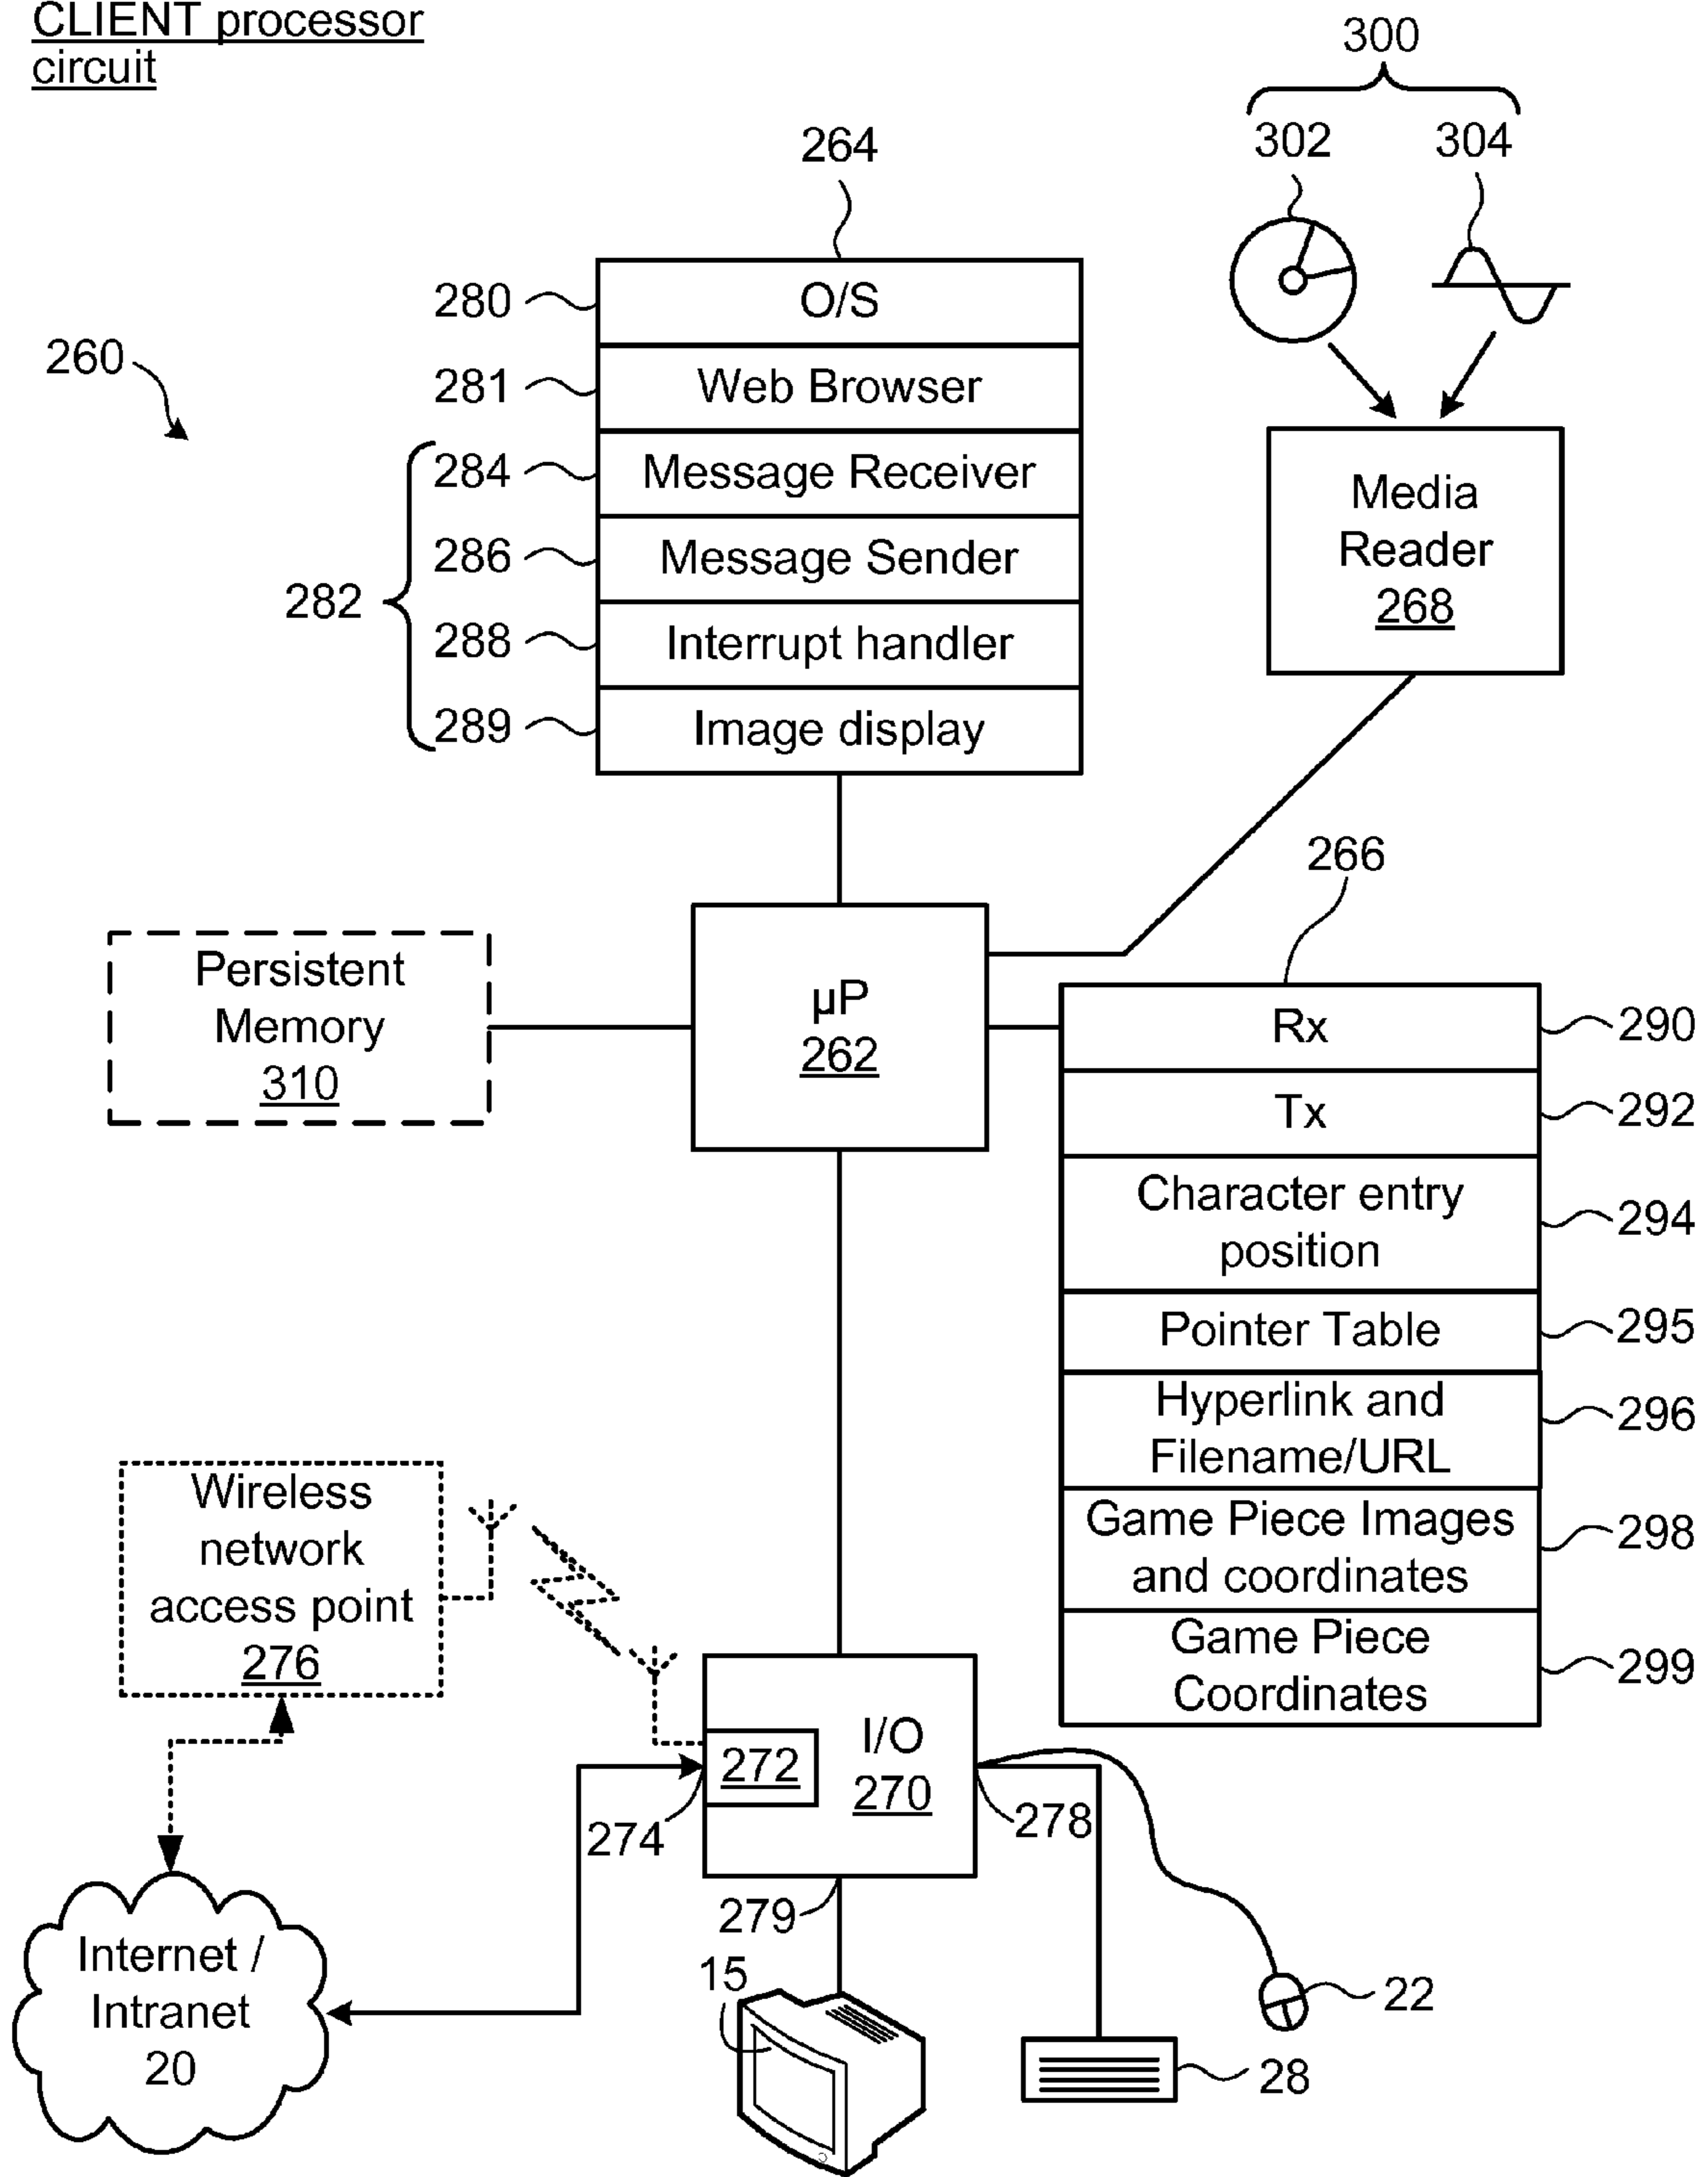 CLIENT processor
circuit
300
302
304
264
260
280
O/S
281
Web Browser
284
Message Receiver
286
Message Sender
282
288
Interrupt handler
289
Image display
Media
Reader
268
266
Persistent
Memory
310
µP
262
Rx
290
Tx
292
Character entry
position
294
Pointer Table
295
Hyperlink and
Filename/URL
296
Game Piece Images
and coordinates
298
Game Piece
Coordinates
299
Wireless
network
access point
276
I/O
270
272
274
278
279
Internet /
Intranet
20
15
22
28